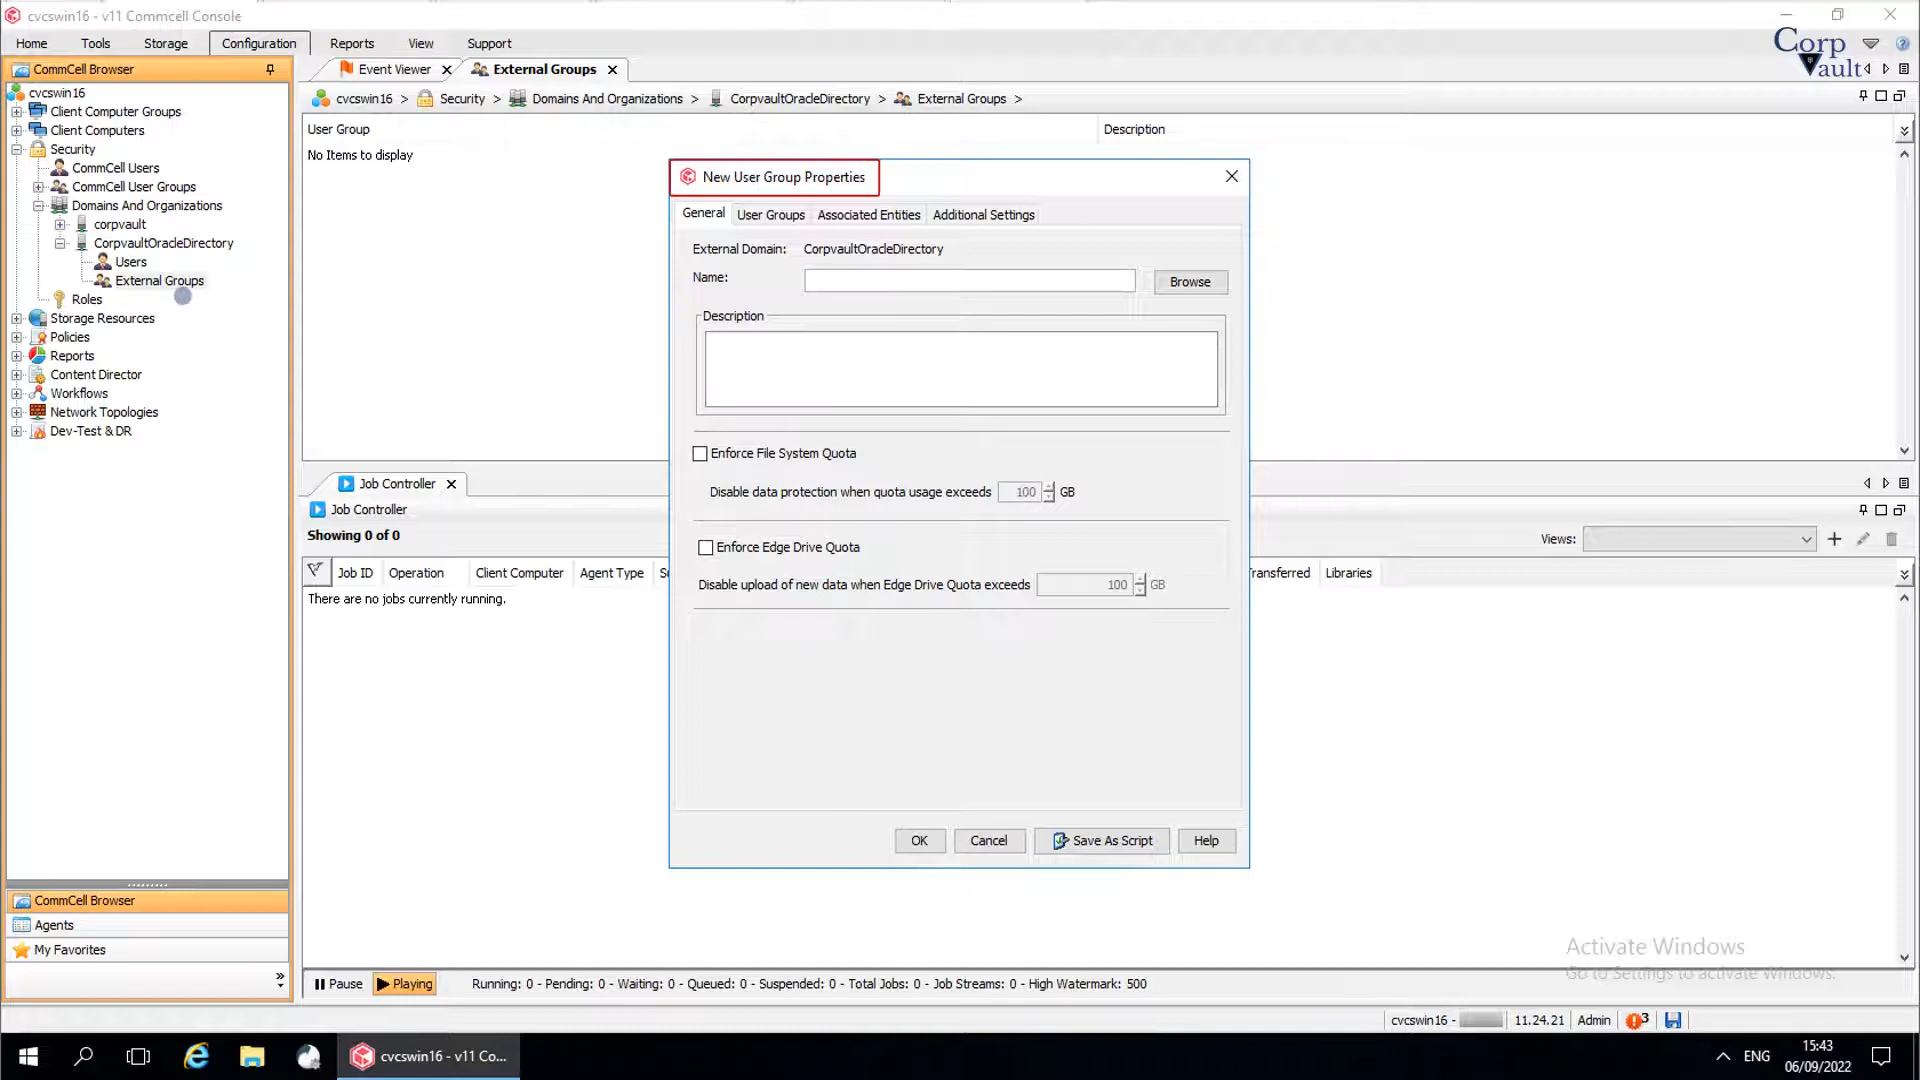 cvcswin16 - v11 Commcell Console
Home Tools Storage Configuration Reports View Support
Corp Vault
CommCell Browser
Event Viewer External Groups
cvcswin16 > Security > Domains And Organizations > CorpvaultOracleDirectory > External Groups >
cvcswin16
Client Computer Groups
Client Computers
Security
CommCell Users
CommCell User Groups
Domains And Organizations
corpvault
CorpvaultOracleDirectory
Users
External Groups
Roles
Storage Resources
Policies
Reports
Content Director
Workflows
Network Topologies
Dev-Test & DR
User Group Description
No Items to display
New User Group Properties
General User Groups Associated Entities Additional Settings
External Domain: CorpvaultOracleDirectory
Name: Browse
Description
Enforce File System Quota
Disable data protection when quota usage exceeds 100 GB
Enforce Edge Drive Quota
Disable upload of new data when Edge Drive Quota exceeds 100 GB
OK Cancel Save As Script Help
Job Controller
Job Controller
Showing 0 of 0 Views:
Job ID Operation Client Computer Agent Type Libraries
There are no jobs currently running.
CommCell Browser
Agents
My Favorites
Activate Windows
Go to Settings to activate Windows.
Pause Playing Running: 0 - Pending: 0 - Waiting: 0 - Queued: 0 - Suspended: 0 - Total Jobs: 0 - Job Streams: 0 - High Watermark: 500
cvcswin16 - 11.24.21 Admin 3
cvcswin16 - v11 Co... ENG 15:43
06/09/2022